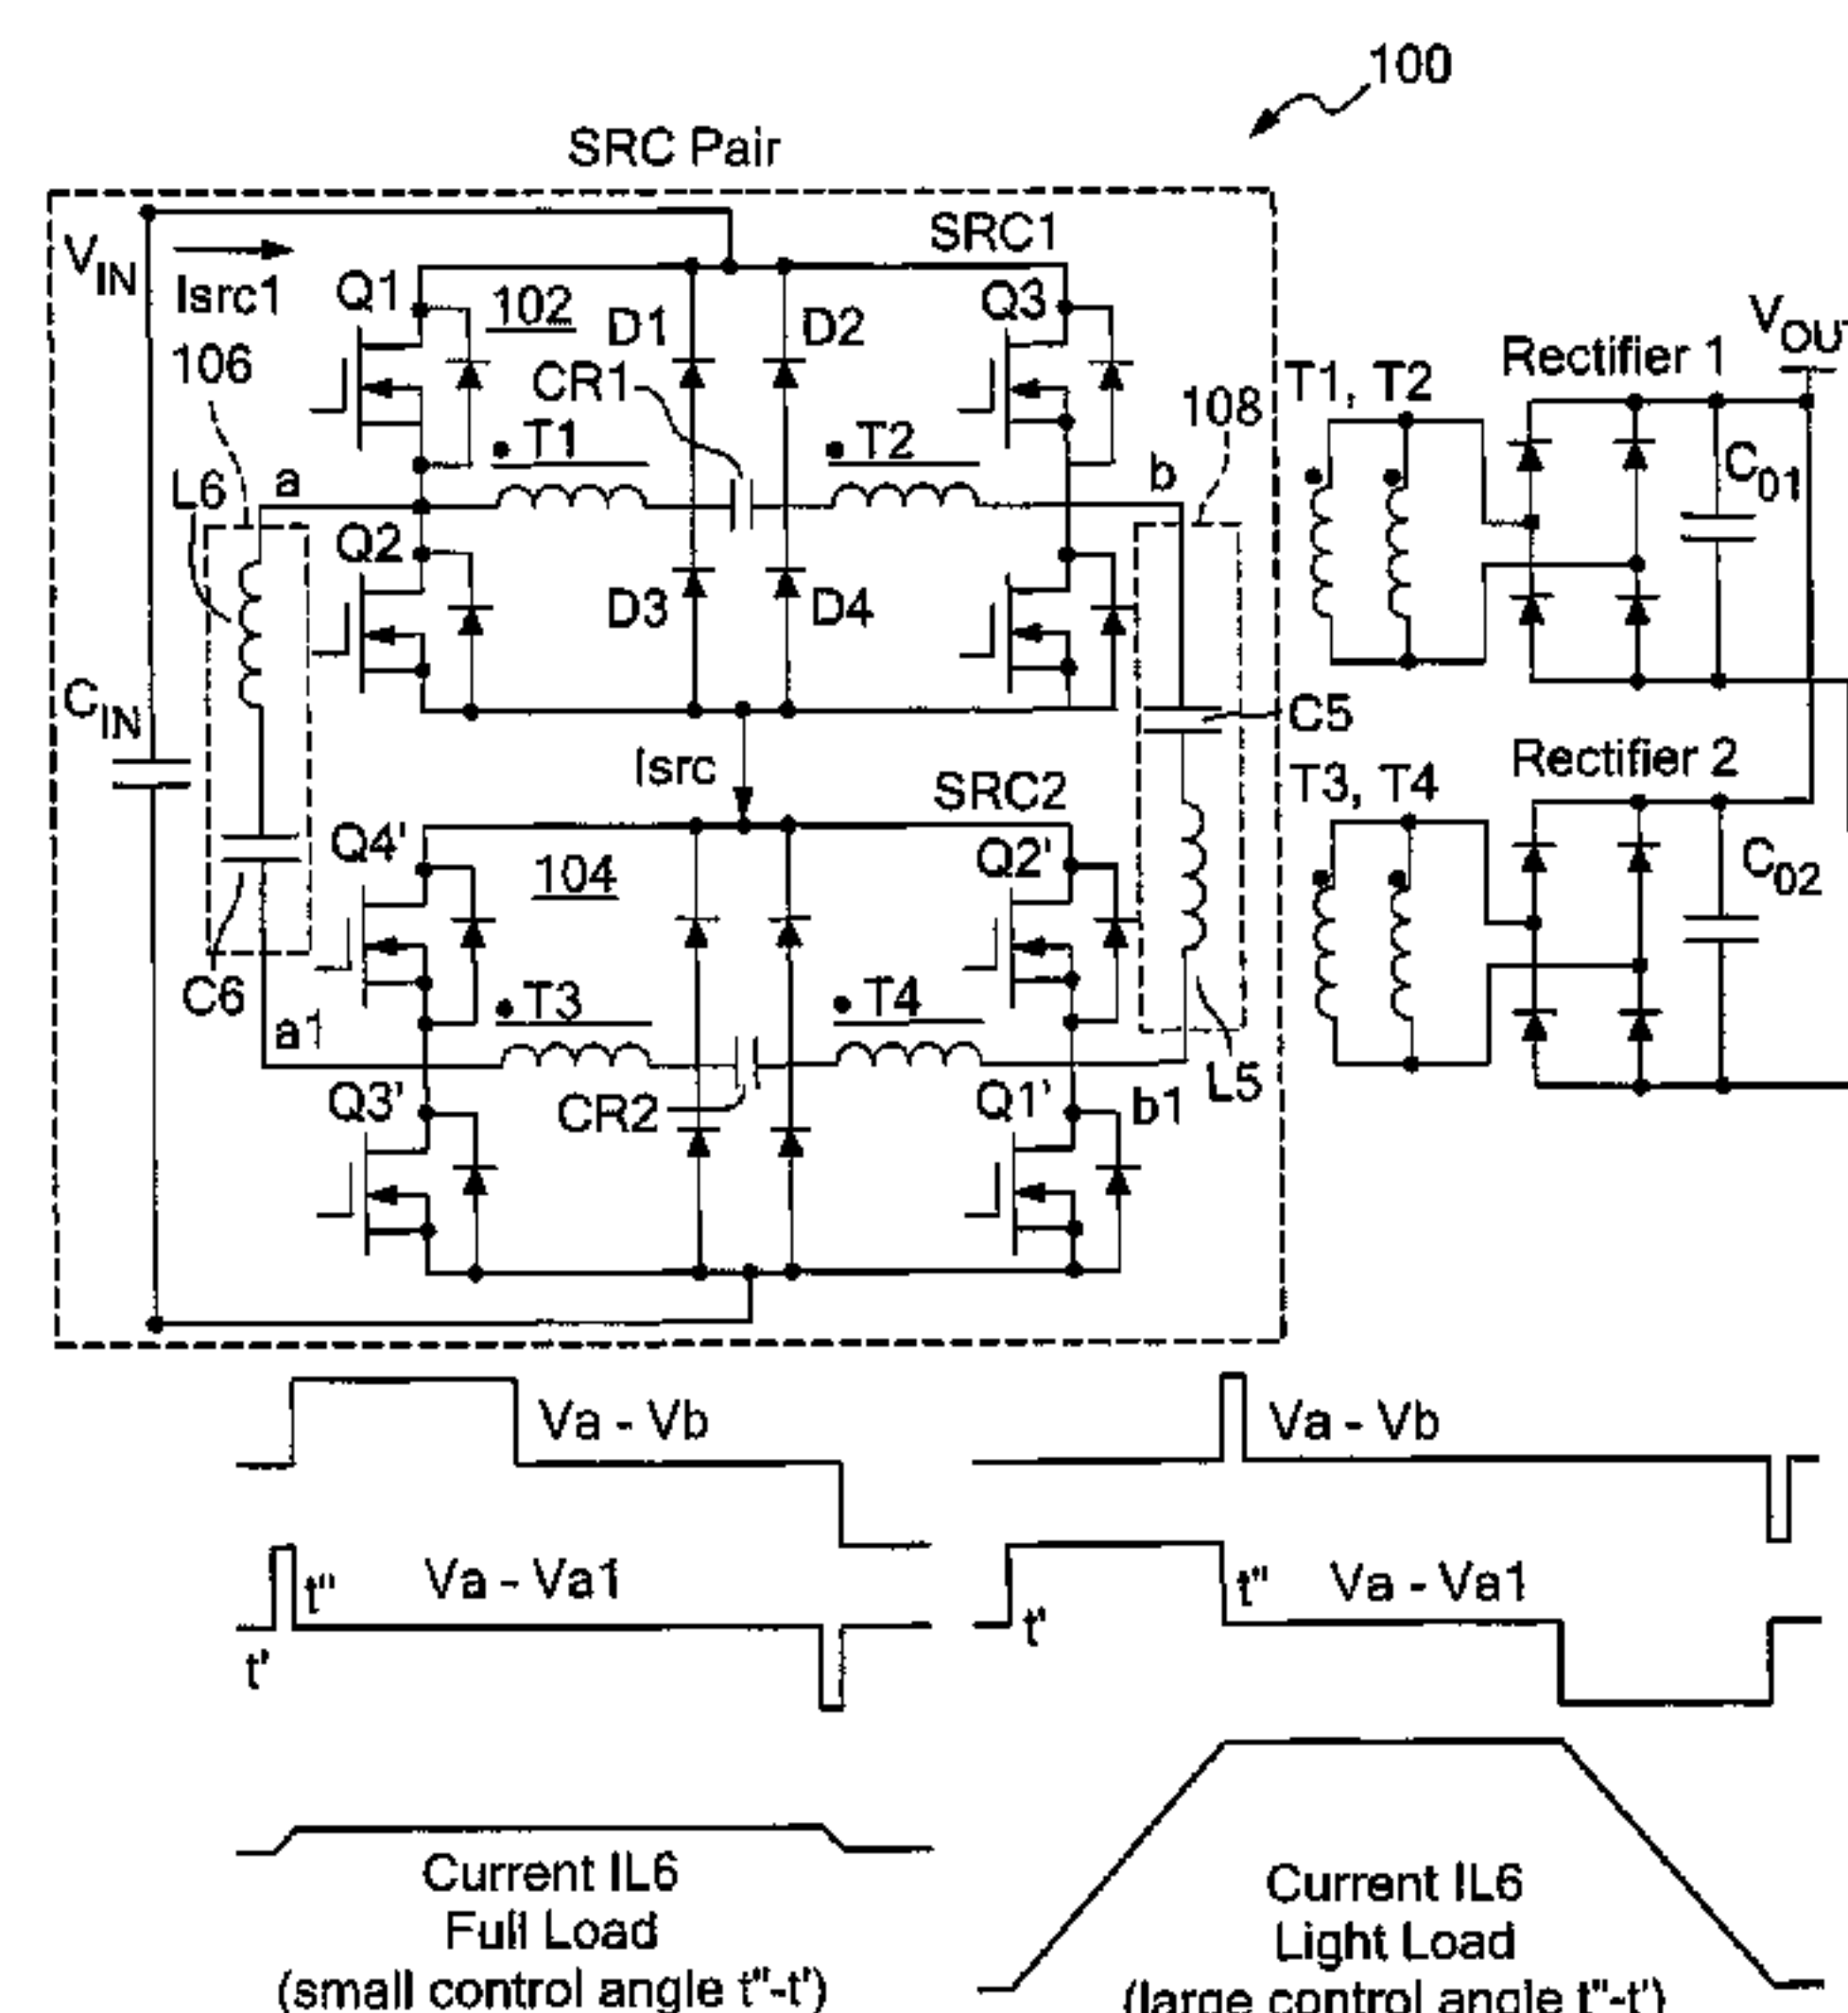 100
SRC Pair
SRC1
VIN
Isrc1
Q1
102
D1
D2
Q3
106
CR1
T1
T2
108
L6
a
b
Q2
D3
D4
CIN
Isrc
C5
SRC2
Q4'
104
Q2'
C6
a1
T3
T4
L5
Q3'
CR2
Q1'
b1
T1, T2
Rectifier 1
VOUT
C01
T3, T4
Rectifier 2
C02
Va - Vb
Va - Vb
t'
t"
Va - Va1
t'
t"
Va - Va1
Current IL6
Full Load
(small control angle t"-t')
Current IL6
Light Load
(large control angle t"-t')